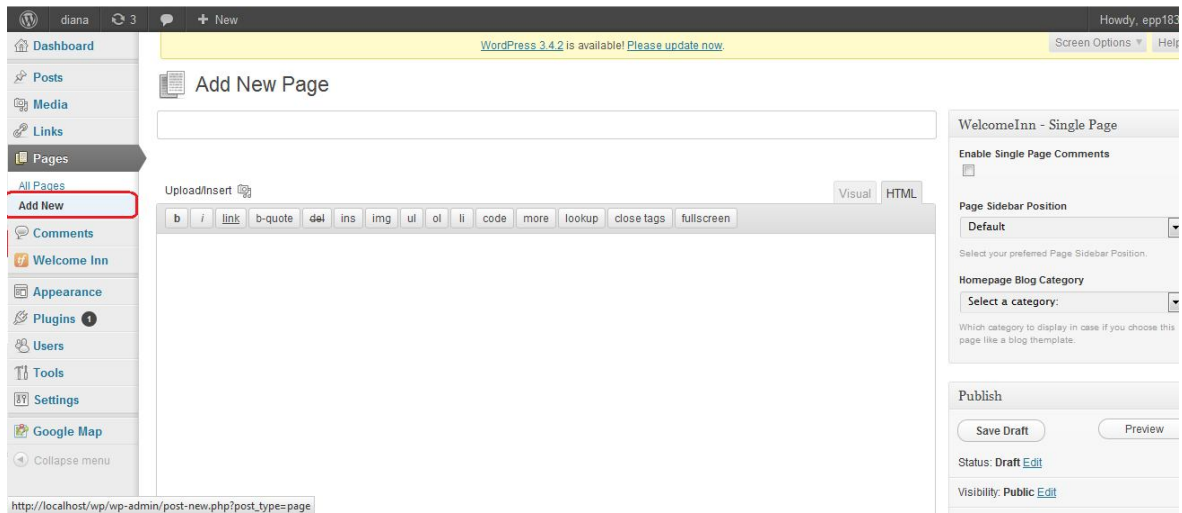 diana 3 + New Howdy, epp183
Dashboard
Posts
Media
Links
Pages
All Pages
Add New
Comments
Welcome Inn
Appearance
Plugins 1
Users
Tools
Settings
Google Map
Collapse menu
WordPress 3.4.2 is available! Please update now.
Screen Options Help
Add New Page
Upload/Insert
Visual HTML
b i link b-quote del ins img ul ol li code more lookup close tags fullscreen
WelcomeInn - Single Page
Enable Single Page Comments
Page Sidebar Position
Default
Select your preferred Page Sidebar Position.
Homepage Blog Category
Select a category:
Which category to display in case if you choose this
page like a blog themplate.
Publish
Save Draft Preview
Status: Draft Edit
Visibility: Public Edit
http://localhost/wp/wp-admin/post-new.php?post_type=page